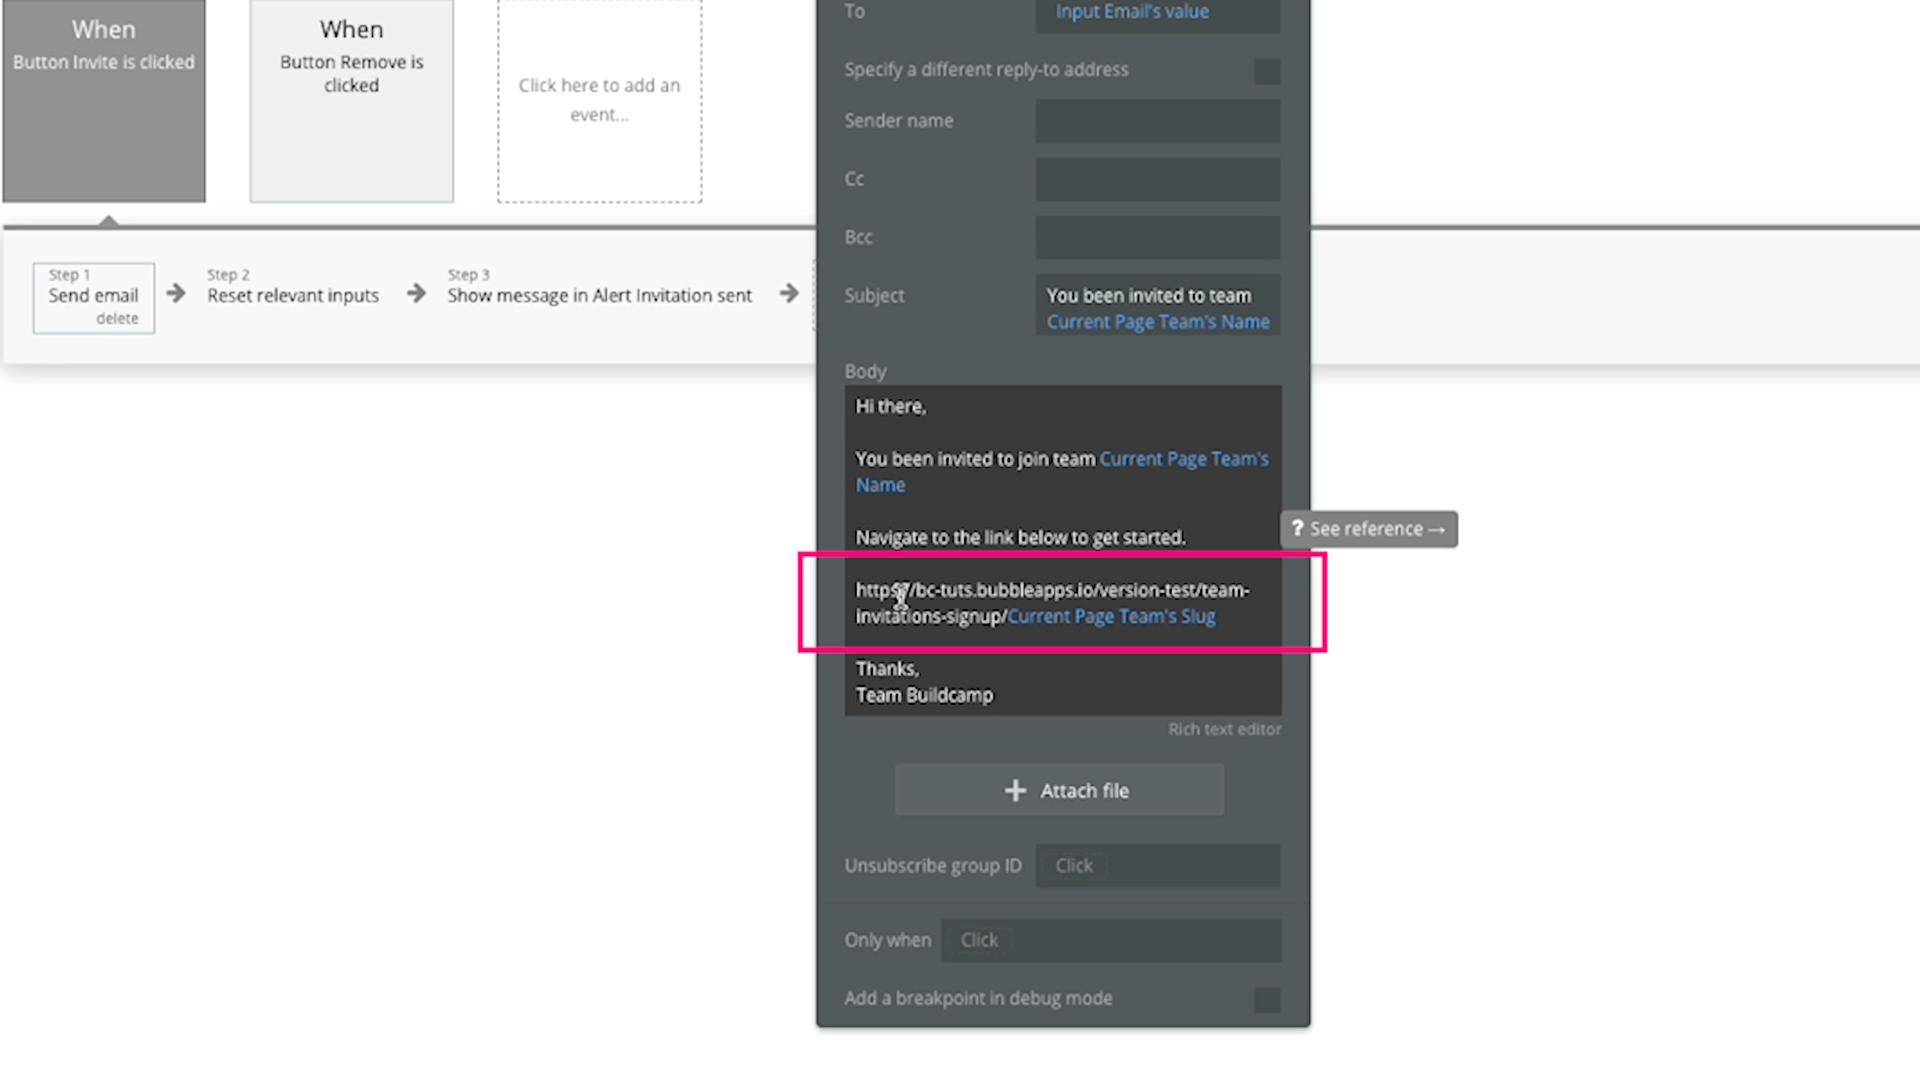 When
Button Invite is clicked
When
Button Remove is
clicked
Click here to add an
event...
Step 1
Send email
delete
Step 2
Reset relevant inputs
Step 3
Show message in Alert Invitation sent
To
Input Email's value
Specify a different reply-to address
Sender name
Cc
Bcc
Subject
You been invited to team
Current Page Team's Name
Body
Hi there,
You been invited to join team Current Page Team's
Name
Navigate to the link below to get started.
https://bc-tuts.bubbleapps.io/version-test/team-
invitations-signup/Current Page Team's Slug
Thanks,
Team Buildcamp
Rich text editor
? See reference →
+ Attach file
Unsubscribe group ID
Click
Only when
Click
Add a breakpoint in debug mode